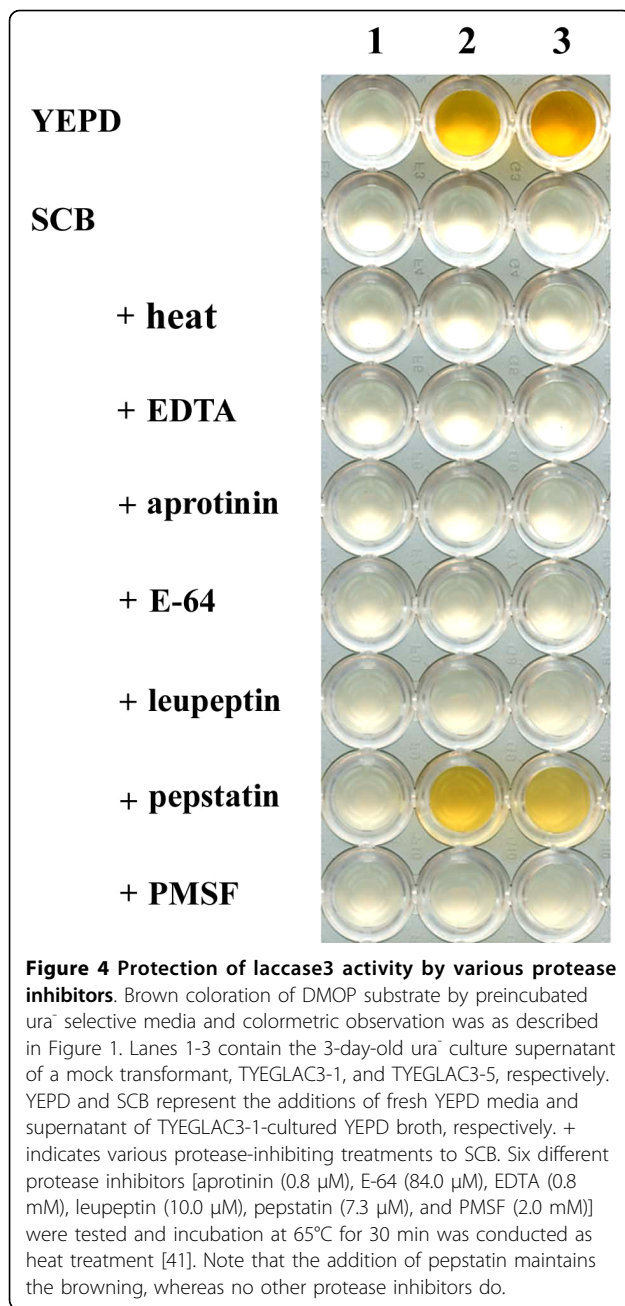 1 2 3
YEPD
SCB
+ heat
+ EDTA
+ aprotinin
+ E-64
+ leupeptin
+ pepstatin
+ PMSF
Figure 4 Protection of laccase3 activity by various protease
inhibitors. Brown coloration of DMOP substrate by preincubated
ura⁻ selective media and colormetric observation was as described
in Figure 1. Lanes 1-3 contain the 3-day-old ura⁻ culture supernatant
of a mock transformant, TYEGLAC3-1, and TYEGLAC3-5, respectively.
YEPD and SCB represent the additions of fresh YEPD media and
supernatant of TYEGLAC3-1-cultured YEPD broth, respectively. +
indicates various protease-inhibiting treatments to SCB. Six different
protease inhibitors [aprotinin (0.8 μM), E-64 (84.0 μM), EDTA (0.8
mM), leupeptin (10.0 μM), pepstatin (7.3 μM), and PMSF (2.0 mM)]
were tested and incubation at 65°C for 30 min was conducted as
heat treatment [41]. Note that the addition of pepstatin maintains
the browning, whereas no other protease inhibitors do.